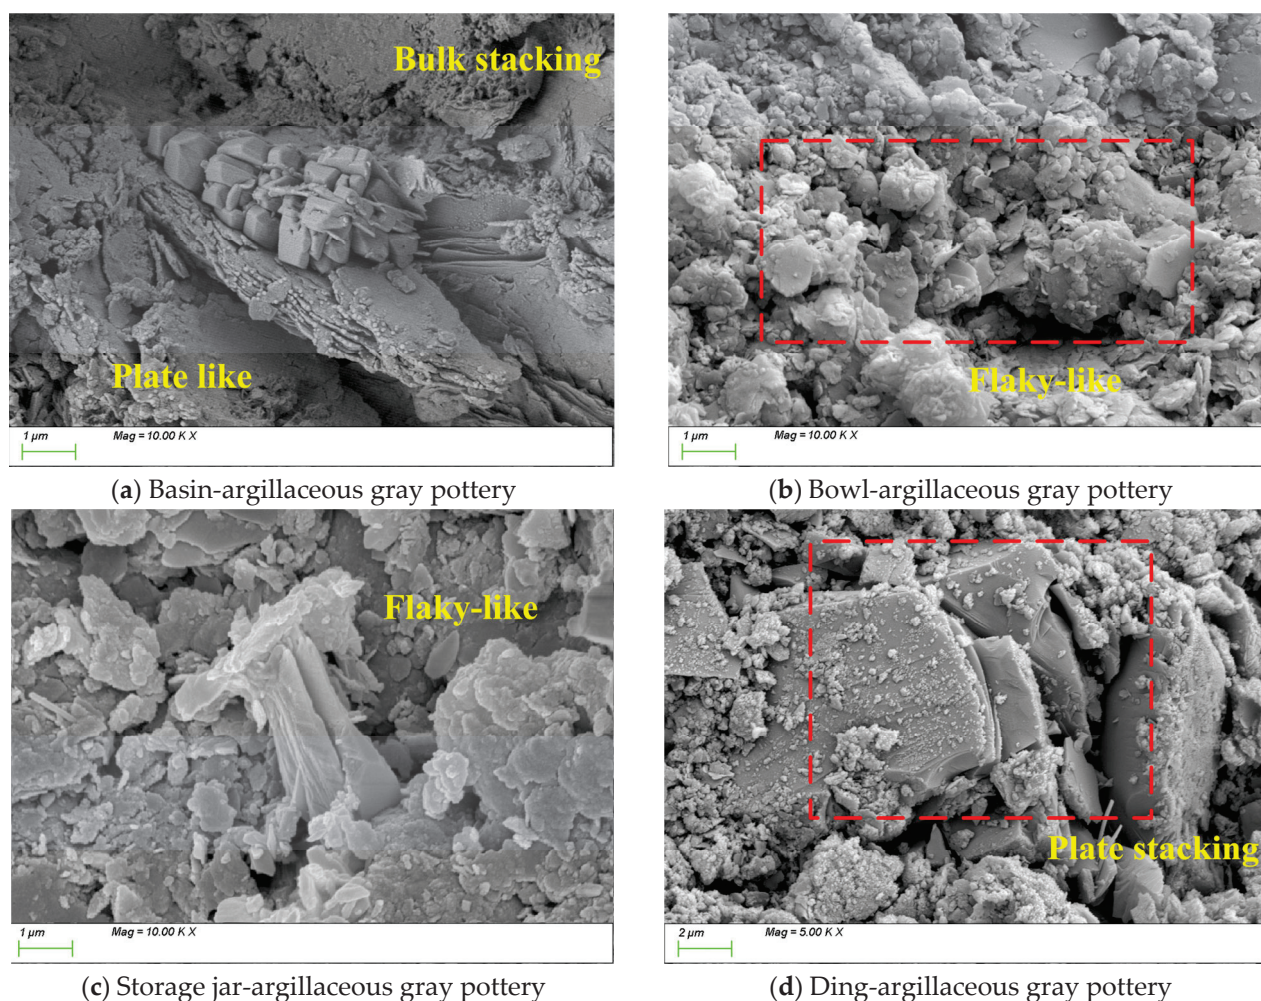 Bulk stacking
Plate like
1 µm
Mag = 10.00 K X
(a) Basin-argillaceous gray pottery
Flaky-like
1 µm
Mag = 10.00 K X
(b) Bowl-argillaceous gray pottery
Flaky-like
1 µm
Mag = 10.00 K X
(c) Storage jar-argillaceous gray pottery
Plate stacking
2 µm
Mag = 5.00 K X
(d) Ding-argillaceous gray pottery